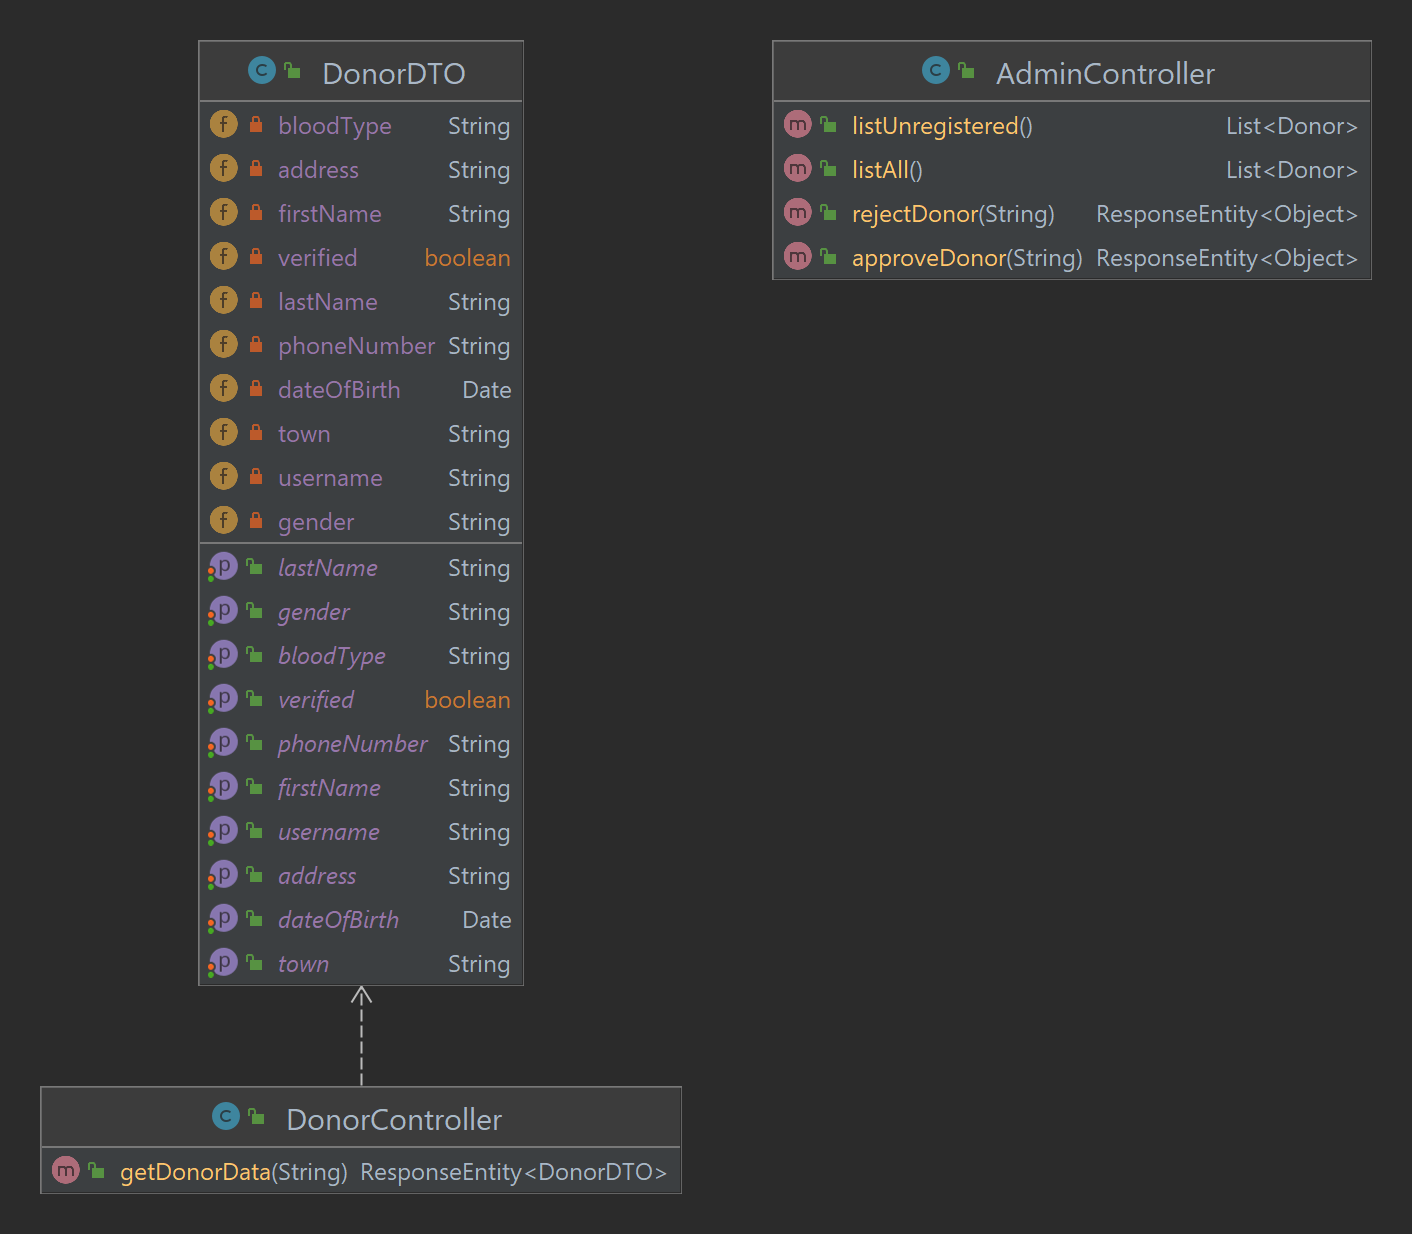 DonorDTO
bloodType String
address String
firstName String
verified boolean
lastName String
phoneNumber String
dateOfBirth Date
town String
username String
gender String
lastName String
gender String
bloodType String
verified boolean
phoneNumber String
firstName String
username String
address String
dateOfBirth Date
town String
AdminController
listUnregistered() List<Donor>
listAll() List<Donor>
rejectDonor(String) ResponseEntity<Object>
approveDonor(String) ResponseEntity<Object>
DonorController
getDonorData(String) ResponseEntity<DonorDTO>